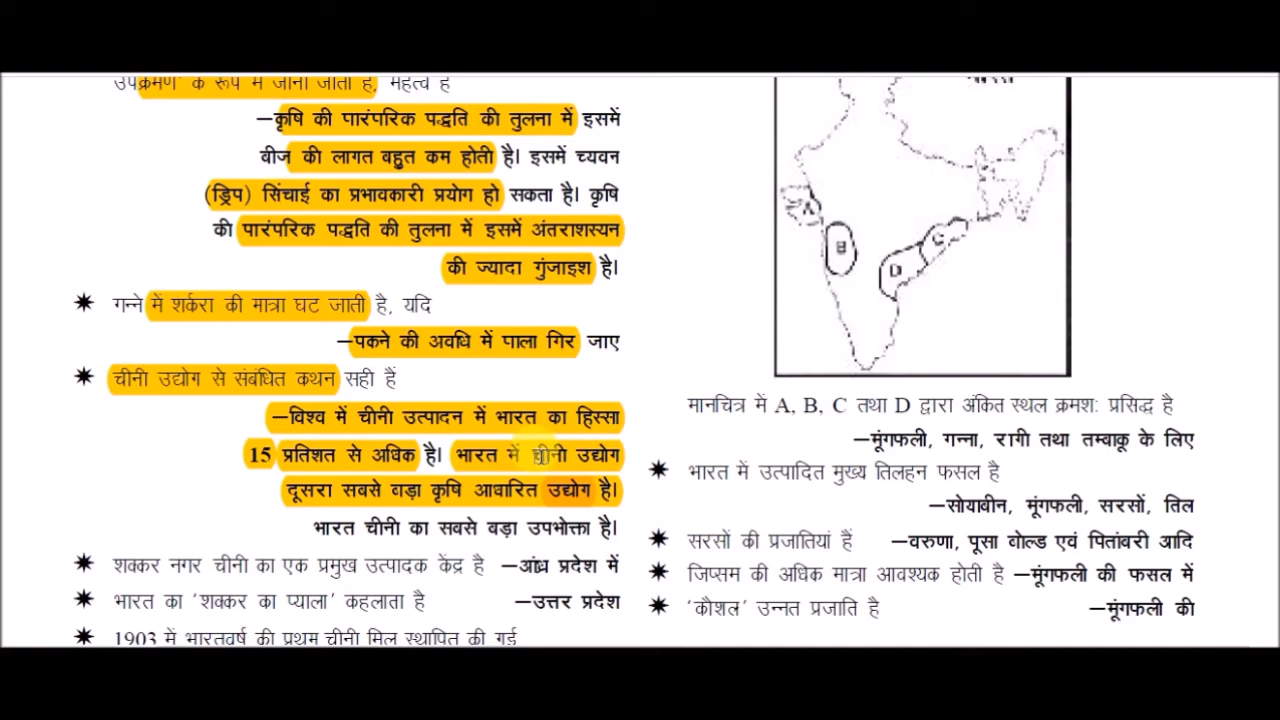 उपक्रमण' के रूप में जाना जाता है, महत्व है
—कृषि की पारंपरिक पद्धति की तुलना में इसमें
बीज की लागत बहुत कम होती है। इसमें च्यवन
(ड्रिप) सिंचाई का प्रभावकारी प्रयोग हो सकता है। कृषि
की पारंपरिक पद्धति की तुलना में इसमें अंतराशस्यन
की ज्यादा गुंजाइश है।
✷ गन्ने में शर्करा की मात्रा घट जाती है, यदि
—पकने की अवधि में पाला गिर जाए
✷ चीनी उद्योग से संबंधित कथन सही हैं
—विश्व में चीनी उत्पादन में भारत का हिस्सा
15 प्रतिशत से अधिक है। भारत में चीनी उद्योग
दूसरा सबसे बड़ा कृषि आधारित उद्योग है।
भारत चीनी का सबसे बड़ा उपभोक्ता है।
✷ शक्कर नगर चीनी का एक प्रमुख उत्पादक केंद्र है —आंध्र प्रदेश में
✷ भारत का 'शक्कर का प्याला' कहलाता है —उत्तर प्रदेश
✷ 1903 में भारतवर्ष की प्रथम चीनी मिल स्थापित की गई
भारत
A
B
C
D
मानचित्र में A, B, C तथा D द्वारा अंकित स्थल क्रमशः प्रसिद्ध है
—मूंगफली, गन्ना, रागी तथा तम्बाकू के लिए
✷ भारत में उत्पादित मुख्य तिलहन फसल है
—सोयाबीन, मूंगफली, सरसों, तिल
✷ सरसों की प्रजातियां हैं —वरुणा, पूसा वोल्ड एवं पितांवरी आदि
✷ जिप्सम की अधिक मात्रा आवश्यक होती है —मूंगफली की फसल में
✷ 'कौशल' उन्नत प्रजाति है —मूंगफली की